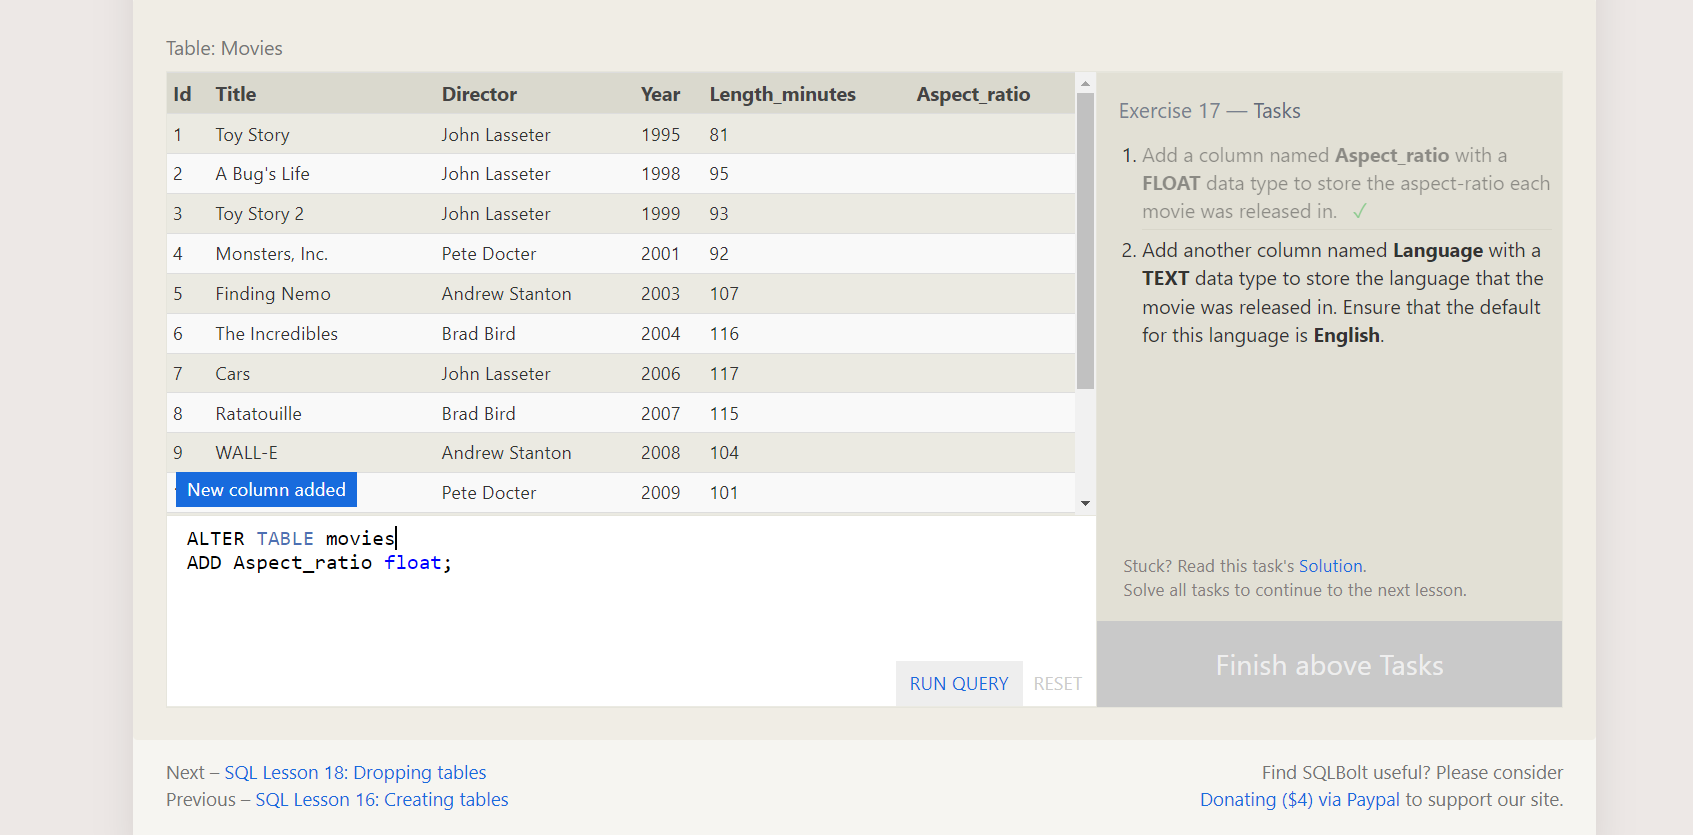 Table: Movies
Id Title Director Year Length_minutes Aspect_ratio
1 Toy Story John Lasseter 1995 81
2 A Bug's Life John Lasseter 1998 95
3 Toy Story 2 John Lasseter 1999 93
4 Monsters, Inc. Pete Docter 2001 92
5 Finding Nemo Andrew Stanton 2003 107
6 The Incredibles Brad Bird 2004 116
7 Cars John Lasseter 2006 117
8 Ratatouille Brad Bird 2007 115
9 WALL-E Andrew Stanton 2008 104
New column added Pete Docter 2009 101
ALTER TABLE movies
ADD Aspect_ratio float;
RUN QUERY RESET
Exercise 17 — Tasks
1. Add a column named Aspect_ratio with a
FLOAT data type to store the aspect-ratio each
movie was released in. ✓
2. Add another column named Language with a
TEXT data type to store the language that the
movie was released in. Ensure that the default
for this language is English.
Stuck? Read this task's Solution.
Solve all tasks to continue to the next lesson.
Finish above Tasks
Next – SQL Lesson 18: Dropping tables
Previous – SQL Lesson 16: Creating tables
Find SQLBolt useful? Please consider
Donating ($4) via Paypal to support our site.